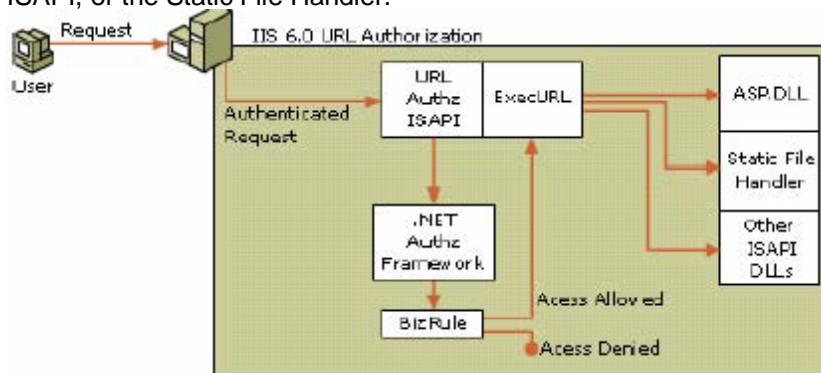 ISAPI, or the Static File Handler.
Request
IIS 6.0 URL Authorization
User
URL
Authz
ISAPI
ExecURL
ASP.DLL
Authenticated
Request
Static File
Handler
.NET
Authz
Framework
Other
ISAPI
DLLs
BizRule
Acess Allowed
Acess Denied